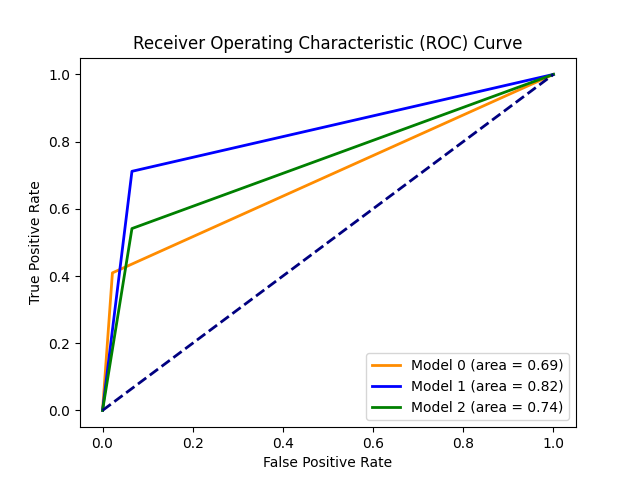 Receiver Operating Characteristic (ROC) Curve
1.0
0.8
0.6
0.4
0.2
0.0
True Positive Rate
Model 0 (area = 0.69)
Model 1 (area = 0.82)
Model 2 (area = 0.74)
0.0 0.2 0.4 0.6 0.8 1.0
False Positive Rate